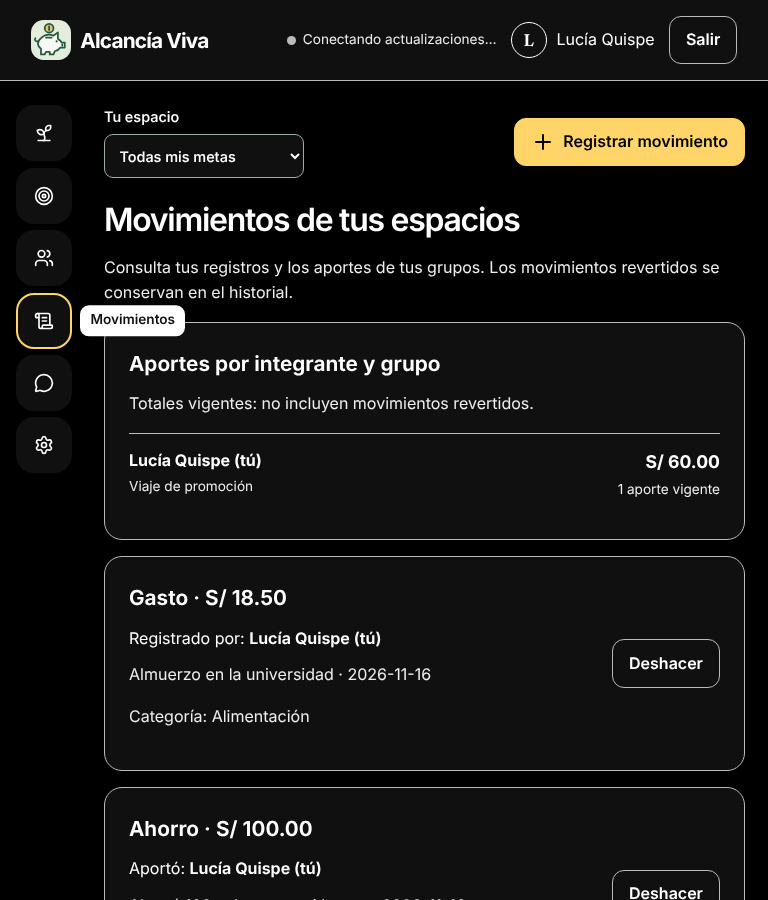 Alcancía Viva
Conectando actualizaciones...
L
Lucía Quispe
Salir
Tu espacio
Todas mis metas
Registrar movimiento
Movimientos de tus espacios
Consulta tus registros y los aportes de tus grupos. Los movimientos revertidos se
conservan en el historial.
Movimientos
Aportes por integrante y grupo
Totales vigentes: no incluyen movimientos revertidos.
Lucía Quispe (tú)
S/ 60.00
Viaje de promoción
1 aporte vigente
Gasto · S/ 18.50
Registrado por: Lucía Quispe (tú)
Almuerzo en la universidad · 2026-11-16
Categoría: Alimentación
Deshacer
Ahorro · S/ 100.00
Aportó: Lucía Quispe (tú)
Deshacer